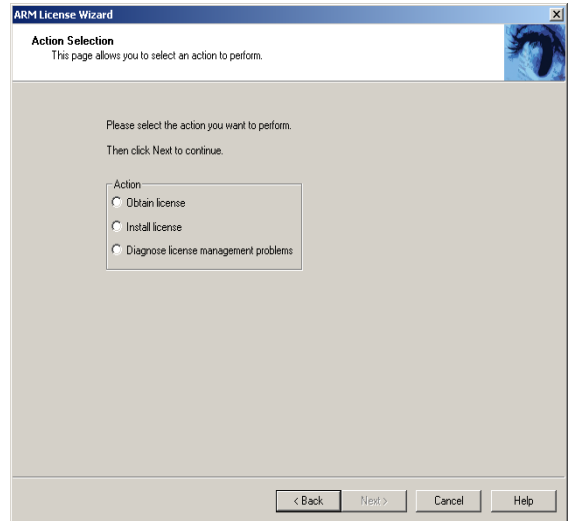 ARM License Wizard
Action Selection
This page allows you to select an action to perform.
Please select the action you want to perform.
Then click Next to continue.
Action
Obtain license
Install license
Diagnose license management problems
< Back Next > Cancel Help